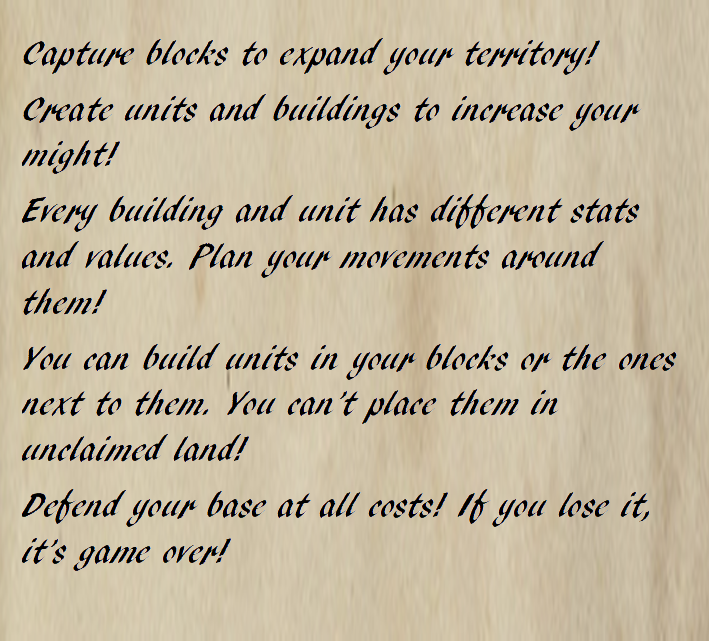 Capture blocks to expand your territory!
Create units and buildings to increase your
might!
Every building and unit has different stats
and values. Plan your movements around
them!
You can build units in your blocks or the ones
next to them. You can't place them in
unclaimed land!
Defend your base at all costs! If you lose it,
it's game over!